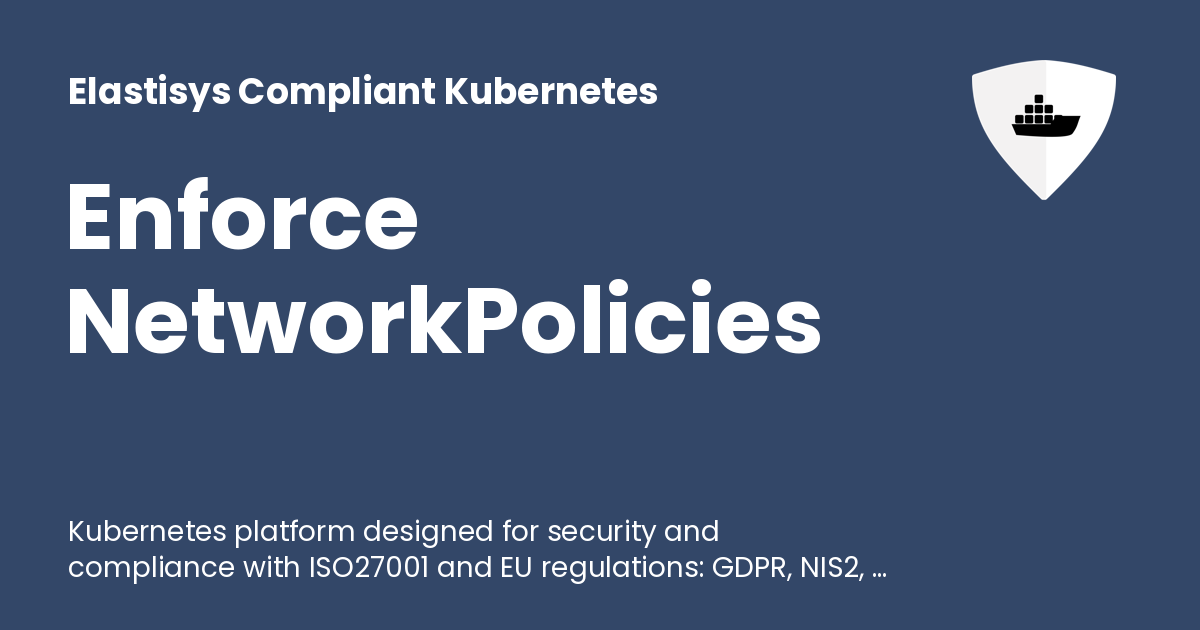 Elastisys Compliant Kubernetes
Enforce
NetworkPolicies
Kubernetes platform designed for security and
compliance with ISO27001 and EU regulations: GDPR, NIS2, ...